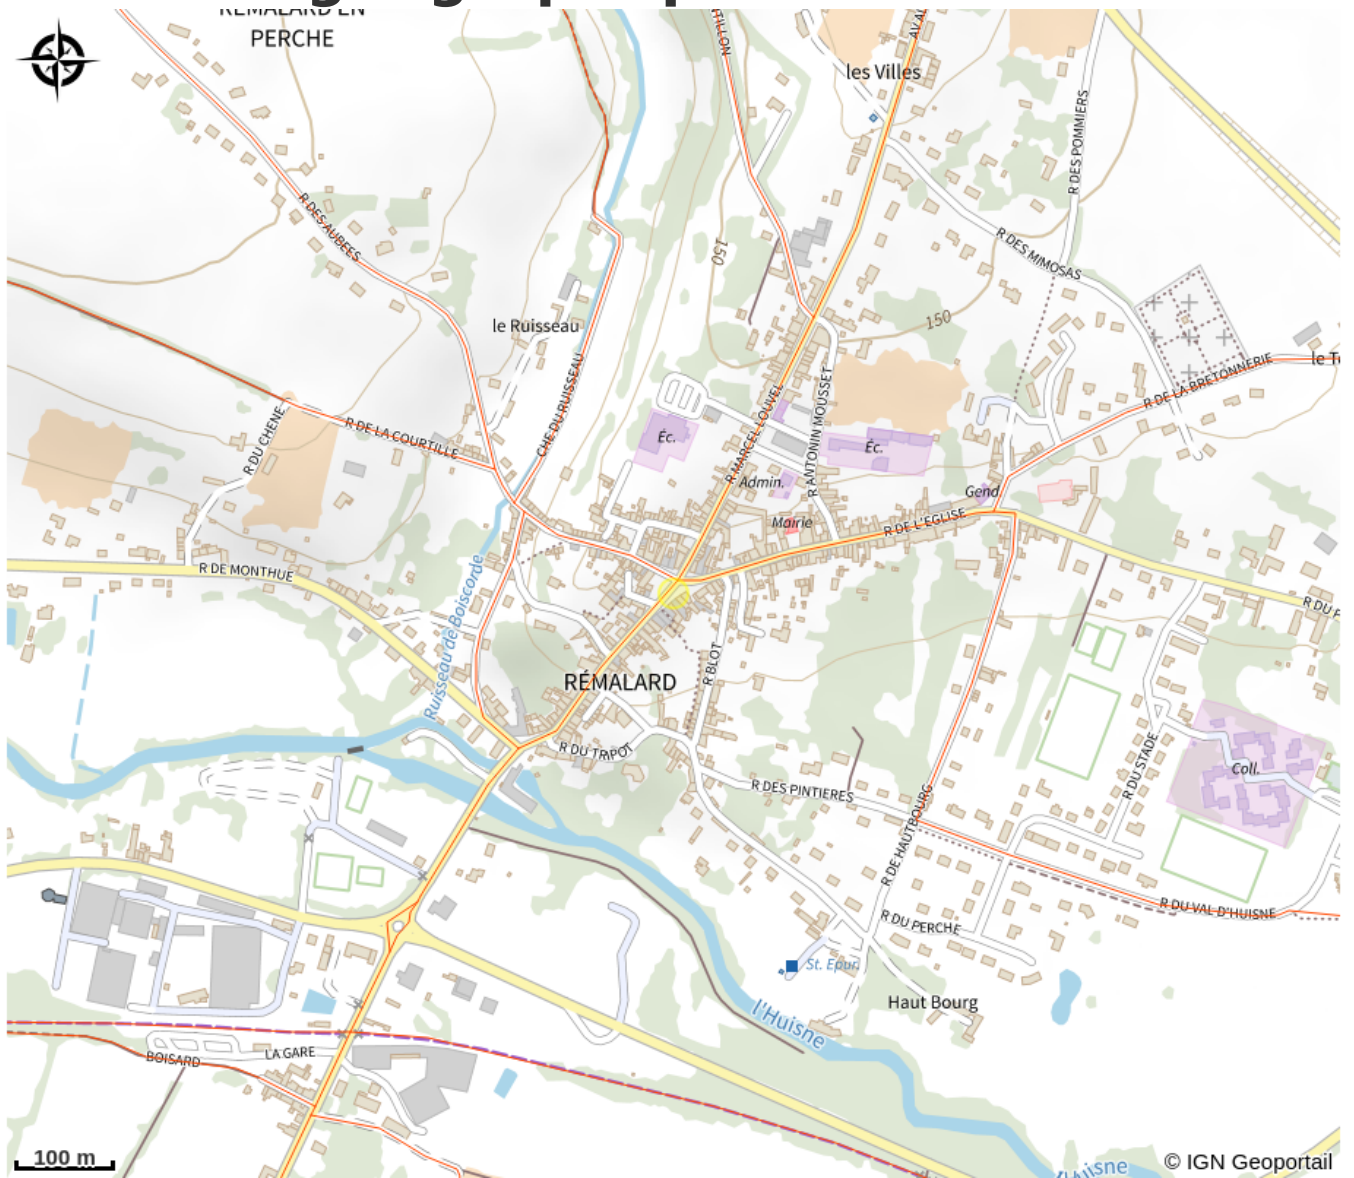 RÉMALARD EN
PERCHE
les Villes
R DES POMMIERS
R DES AUBEES
R DES MIMOSAS
150
150
le Ruisseau
CHE DU RUISSEAU
R DE LA BRETONNERIE
R MARCEL LOUVEL
R ANTONIN MOUSSET
R DU CHENE
R DE LA COURTILLE
Éc.
Éc.
Admin.
Gend
Mairie
R DE L'EGLISE
R DE MONTHUE
Ruisseau de Boiscorde
R BLOT
RÉMALARD
R DU TRIPOT
R DES PINTIERES
R DU STADE
Coll.
R DE HAUTBOURG
R DU VAL D'HUISNE
R DU PERCHE
St. Epur.
Haut Bourg
l'Huisne
BOISARD
LA GARE
100 m
l'Huisne
© IGN Geoportail